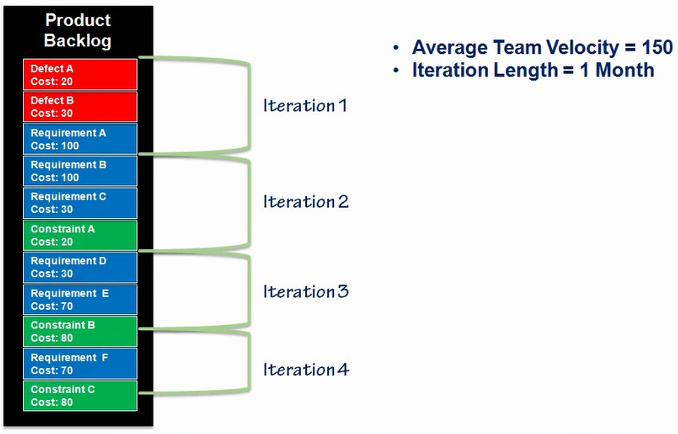 Product
Backlog
Defect A
Cost: 20
Defect B
Cost: 30
Requirement A
Cost: 100
Requirement B
Cost: 100
Requirement C
Cost: 30
Constraint A
Cost: 20
Requirement D
Cost: 30
Requirement E
Cost: 70
Constraint B
Cost: 80
Requirement F
Cost: 70
Constraint C
Cost: 80
Iteration 1
Iteration 2
Iteration 3
Iteration 4
• Average Team Velocity = 150
• Iteration Length = 1 Month